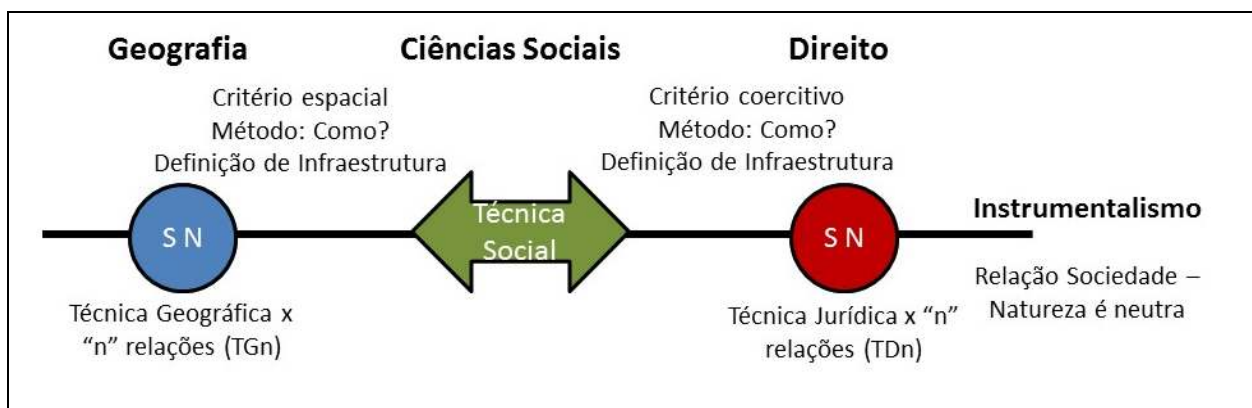 Geografia
Ciências Sociais
Direito
Critério espacial
Método: Como?
Definição de Infraestrutura
Critério coercitivo
Método: Como?
Definição de Infraestrutura
S N
Técnica
Social
S N
Instrumentalismo
Relação Sociedade –
Natureza é neutra
Técnica Geográfica x
“n” relações (TGn)
Técnica Jurídica x “n”
relações (TDn)